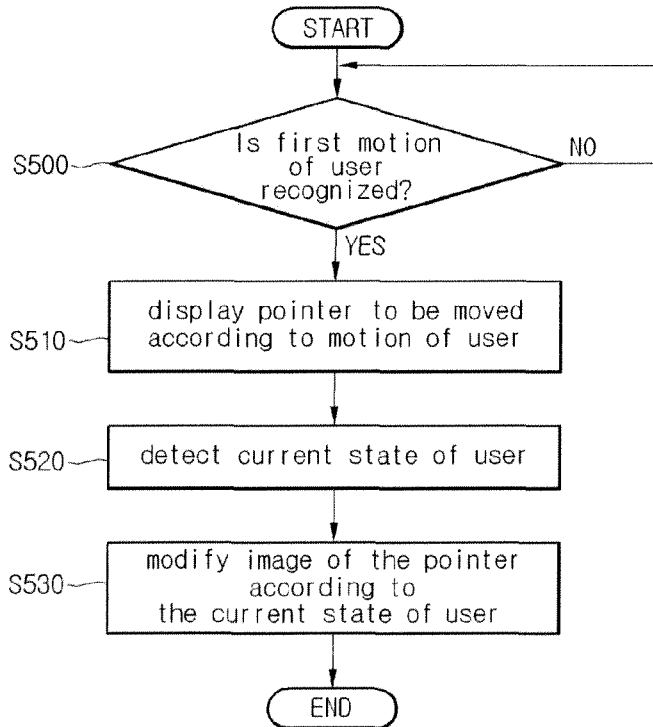 START
Is first motion
of user
recognized?
S500
NO
YES
display pointer to be moved
according to motion of user
S510
detect current state of user
S520
modify image of the pointer
according to
the current state of user
S530
END